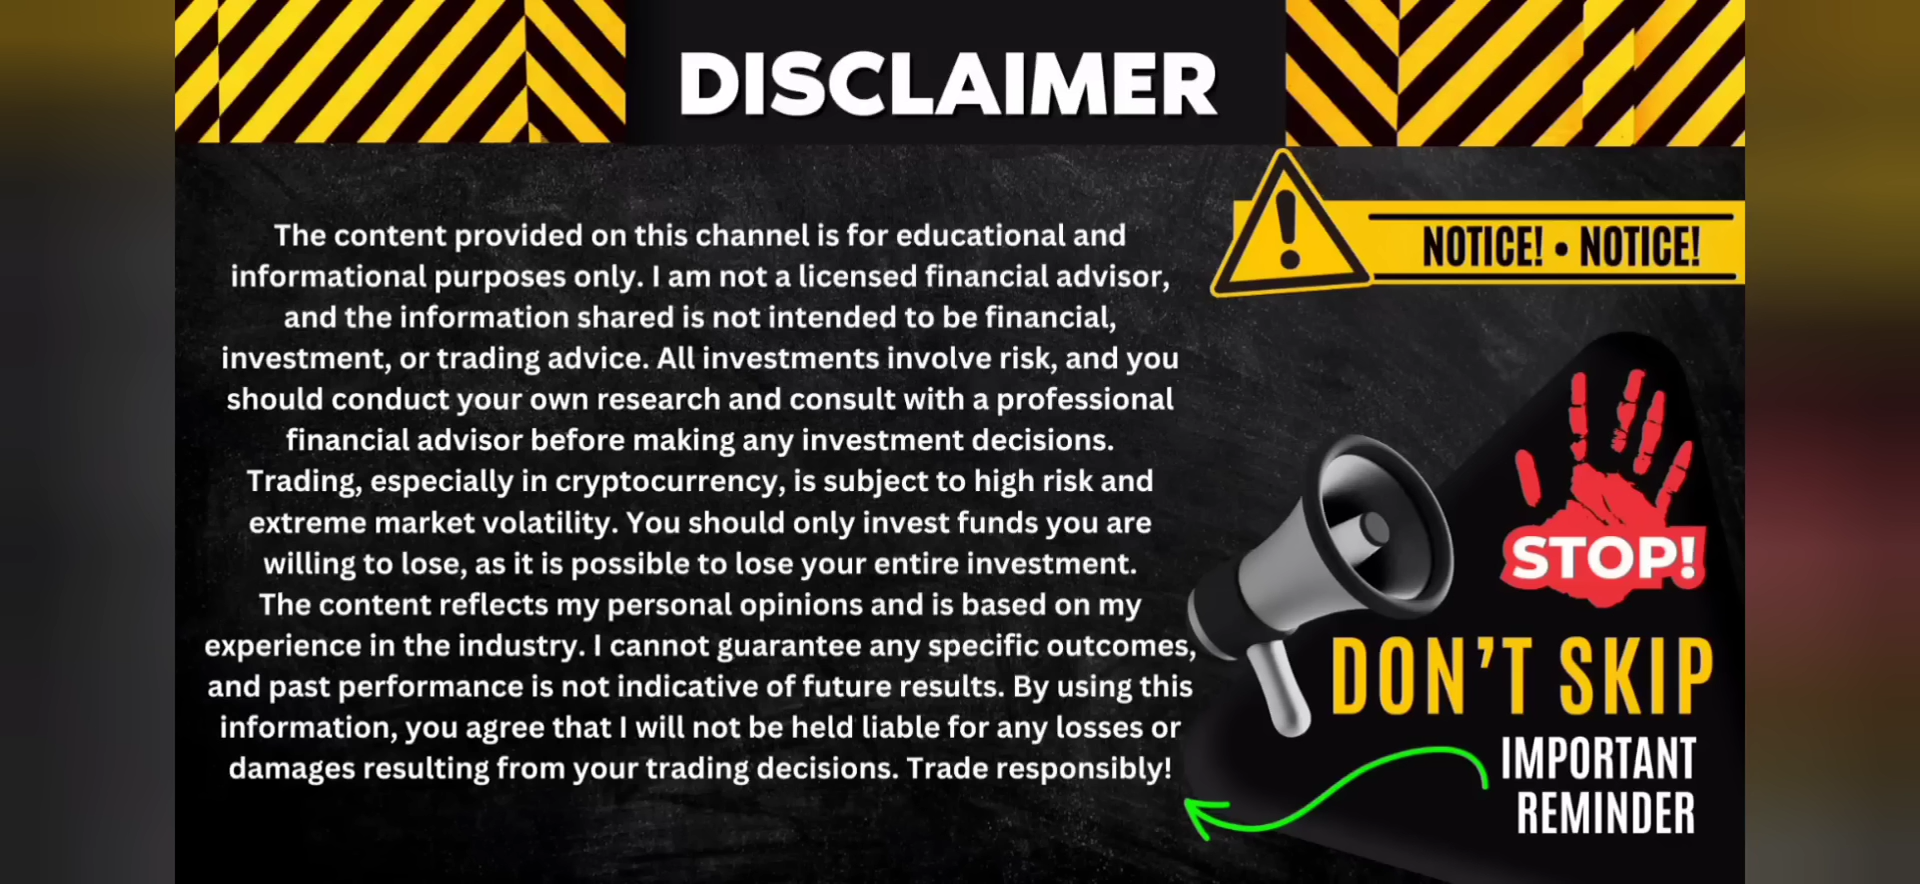 DISCLAIMER
The content provided on this channel is for educational and
informational purposes only. I am not a licensed financial advisor,
and the information shared is not intended to be financial,
investment, or trading advice. All investments involve risk, and you
should conduct your own research and consult with a professional
financial advisor before making any investment decisions.
Trading, especially in cryptocurrency, is subject to high risk and
extreme market volatility. You should only invest funds you are
willing to lose, as it is possible to lose your entire investment.
The content reflects my personal opinions and is based on my
experience in the industry. I cannot guarantee any specific outcomes,
and past performance is not indicative of future results. By using this
information, you agree that I will not be held liable for any losses or
damages resulting from your trading decisions. Trade responsibly!
NOTICE! • NOTICE!
STOP!
DON'T SKIP
IMPORTANT
REMINDER